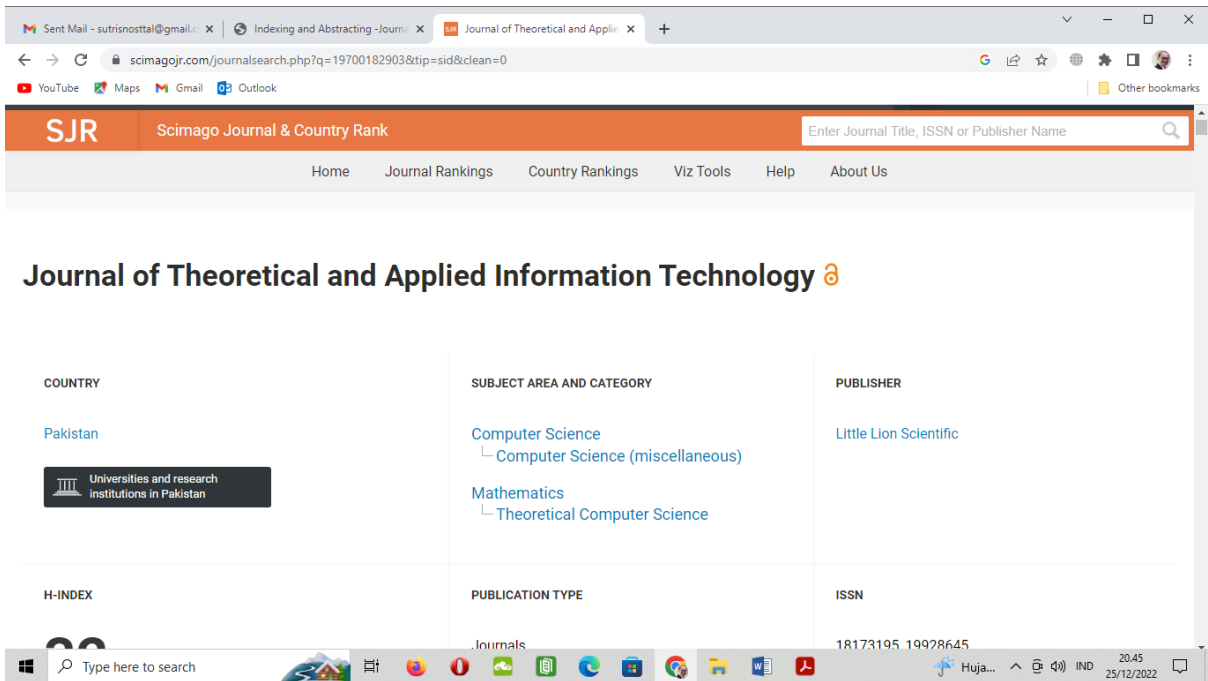 Sent Mail - sutrisnosttal@gmail.c
Indexing and Abstracting -Journa
SJR Journal of Theoretical and Applie
scimagojr.com/journalsearch.php?q=19700182903&tip=sid&clean=0
YouTube Maps Gmail Outlook Other bookmarks
SJR Scimago Journal & Country Rank Enter Journal Title, ISSN or Publisher Name
Home Journal Rankings Country Rankings Viz Tools Help About Us
Journal of Theoretical and Applied Information Technology
COUNTRY
Pakistan
Universities and research
institutions in Pakistan
SUBJECT AREA AND CATEGORY
Computer Science
Computer Science (miscellaneous)
Mathematics
Theoretical Computer Science
PUBLISHER
Little Lion Scientific
H-INDEX
PUBLICATION TYPE
Journals
ISSN
18173195, 19928645
Type here to search
Huja... IND 20.45
25/12/2022